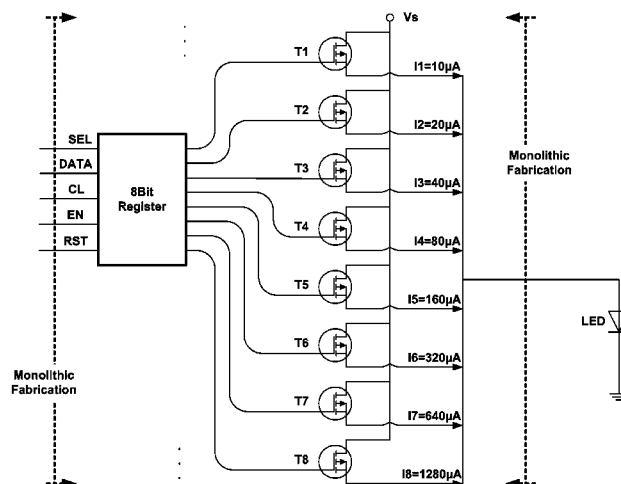 Vs
T1
I1=10µA
T2
I2=20µA
SEL
DATA
CL
EN
RST
8Bit
Register
T3
I3=40µA
T4
I4=80µA
T5
I5=160µA
T6
I6=320µA
T7
I7=640µA
T8
I8=1280µA
Monolithic
Fabrication
LED
Monolithic
Fabrication